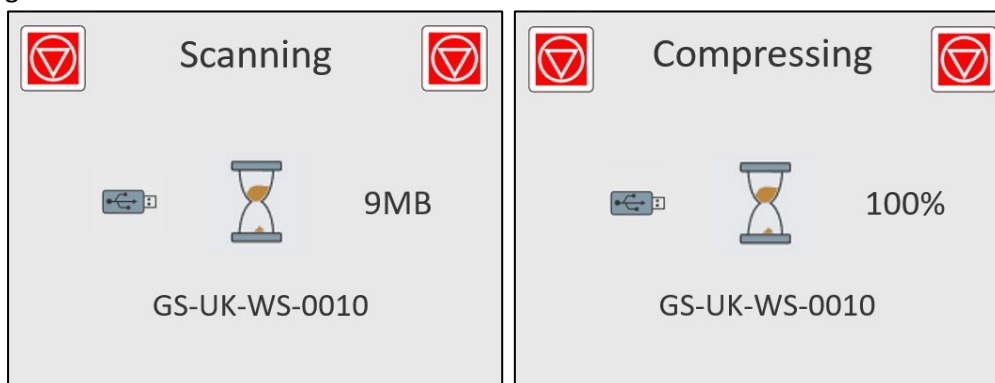 Scanning
9MB
GS-UK-WS-0010
Compressing
100%
GS-UK-WS-0010